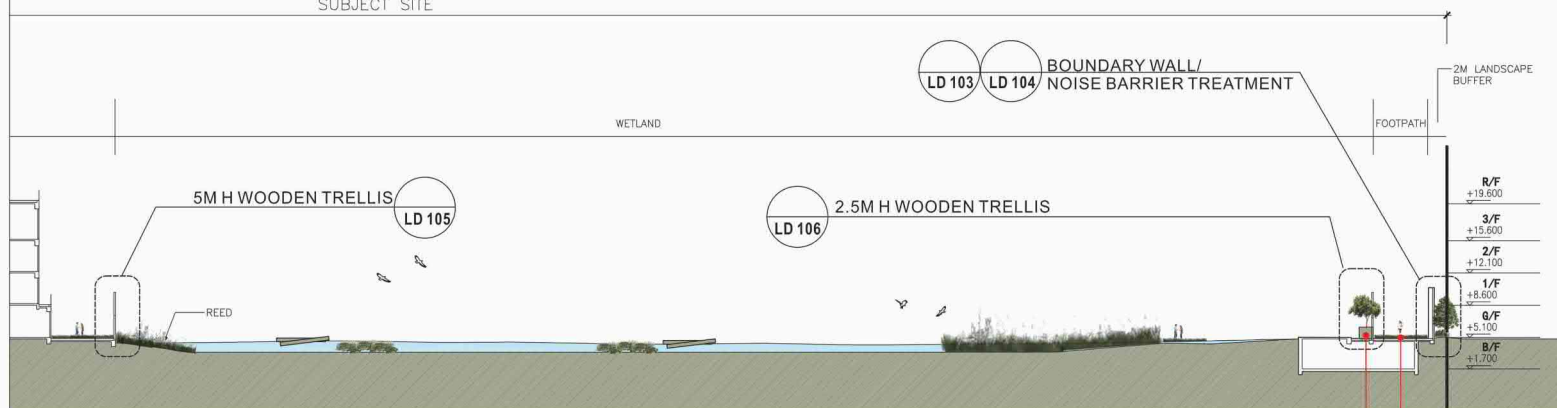 SUBJECT SITE
LD 103
LD 104
BOUNDARY WALL/
NOISE BARRIER TREATMENT
2M LANDSCAPE
BUFFER
WETLAND
FOOTPATH
5M H WOODEN TRELLIS
LD 105
2.5M H WOODEN TRELLIS
LD 106
REED
R/F
+19.600
3/F
+15.600
2/F
+12.100
1/F
+8.600
G/F
+5.100
B/F
+1.700